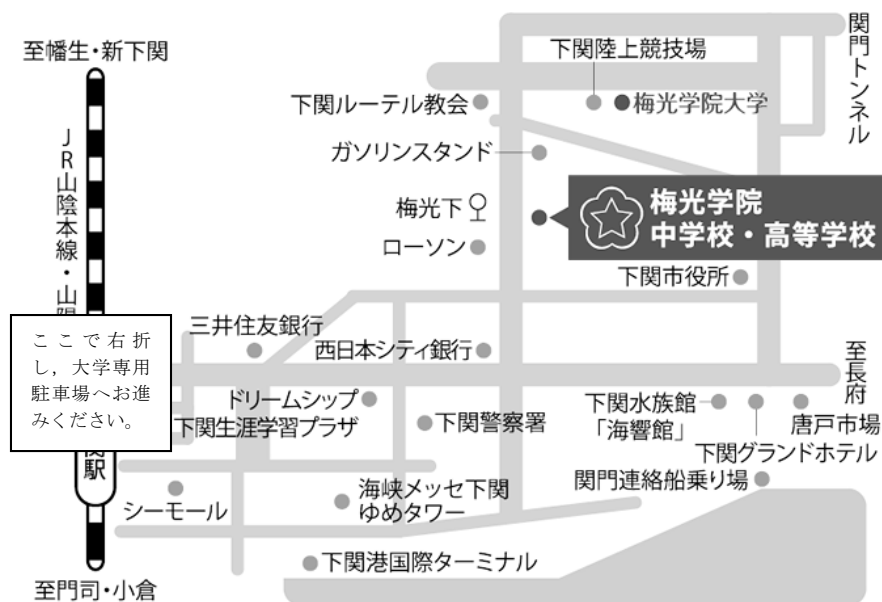 関門トンネル
至幡生・新下関
下関陸上競技場
下関ルーテル教会
梅光学院大学
JR山陰本線・山陽
ガソリンスタンド
梅光下
梅光学院
中学校・高等学校
ローソン
下関市役所
ここで右折
し，大学専用
駐車場へお進
みください。
三井住友銀行
西日本シティ銀行
至長府
ドリームシップ
下関生涯学習プラザ
下関警察署
下関水族館
「海響館」
唐戸市場
下関グランドホテル
関駅
関門連絡船乗り場
シーモール
海峡メッセ下関
ゆめタワー
下関港国際ターミナル
至門司・小倉